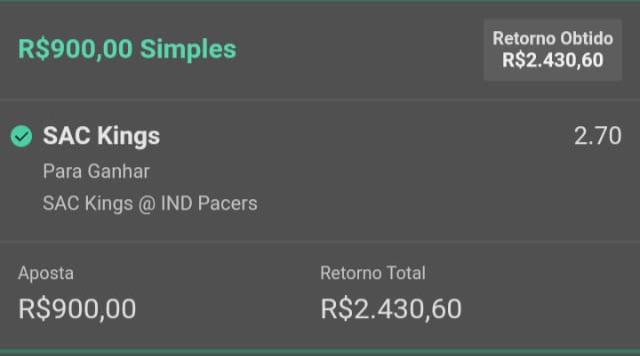 R$900,00 Simples
Retorno Obtido
R$2.430,60
SAC Kings
2.70
Para Ganhar
SAC Kings @ IND Pacers
Aposta
Retorno Total
R$900,00
R$2.430,60